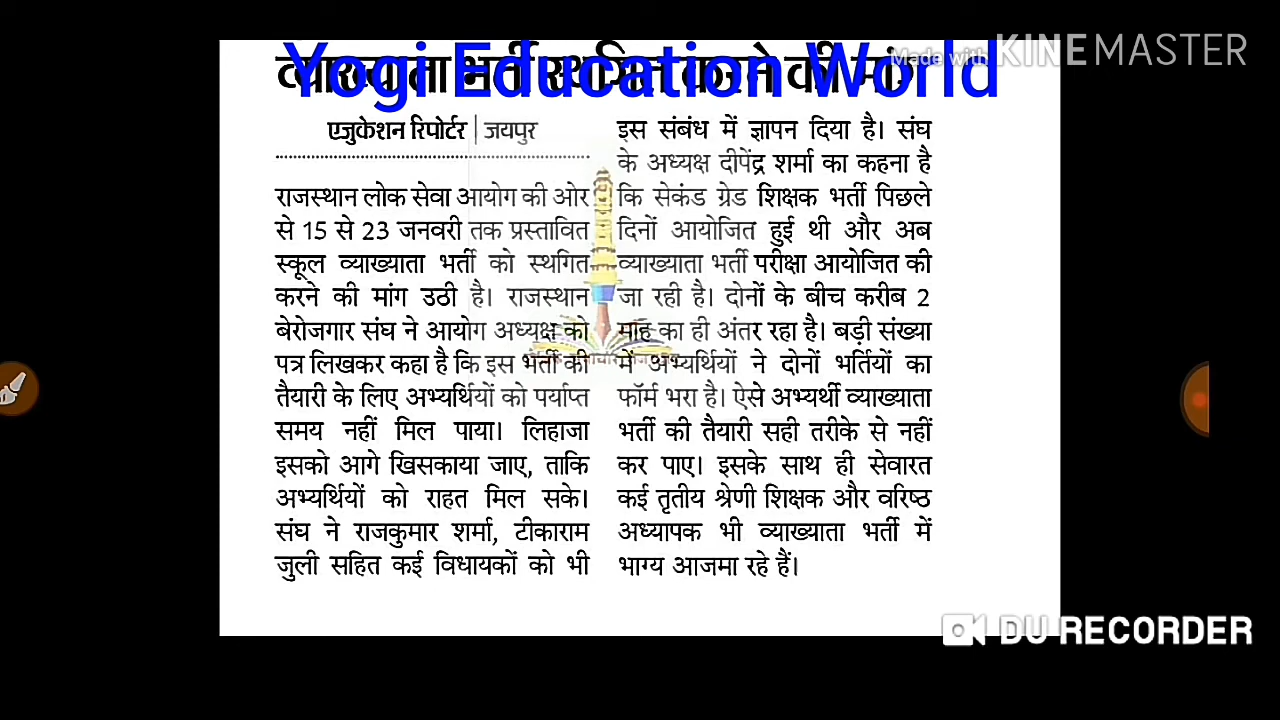 Yogi Education World
Made with KINEMASTER
व्याख्याता भर्ती स्थगित करने की मांग
एजुकेशन रिपोर्टर | जयपुर
राजस्थान लोक सेवा आयोग की ओर
से 15 से 23 जनवरी तक प्रस्तावित
स्कूल व्याख्याता भर्ती को स्थगित
करने की मांग उठी है। राजस्थान
बेरोजगार संघ ने आयोग अध्यक्ष को
पत्र लिखकर कहा है कि इस भर्ती की
तैयारी के लिए अभ्यर्थियों को पर्याप्त
समय नहीं मिल पाया। लिहाजा
इसको आगे खिसकाया जाए, ताकि
अभ्यर्थियों को राहत मिल सके।
संघ ने राजकुमार शर्मा, टीकाराम
जुली सहित कई विधायकों को भी
इस संबंध में ज्ञापन दिया है। संघ
के अध्यक्ष दीपेंद्र शर्मा का कहना है
कि सेकंड ग्रेड शिक्षक भर्ती पिछले
दिनों आयोजित हुई थी और अब
व्याख्याता भर्ती परीक्षा आयोजित की
जा रही है। दोनों के बीच करीब 2
माह का ही अंतर रहा है। बड़ी संख्या
में अभ्यर्थियों ने दोनों भर्तियों का
फॉर्म भरा है। ऐसे अभ्यर्थी व्याख्याता
भर्ती की तैयारी सही तरीके से नहीं
कर पाए। इसके साथ ही सेवारत
कई तृतीय श्रेणी शिक्षक और वरिष्ठ
अध्यापक भी व्याख्याता भर्ती में
भाग्य आजमा रहे हैं।
DU RECORDER